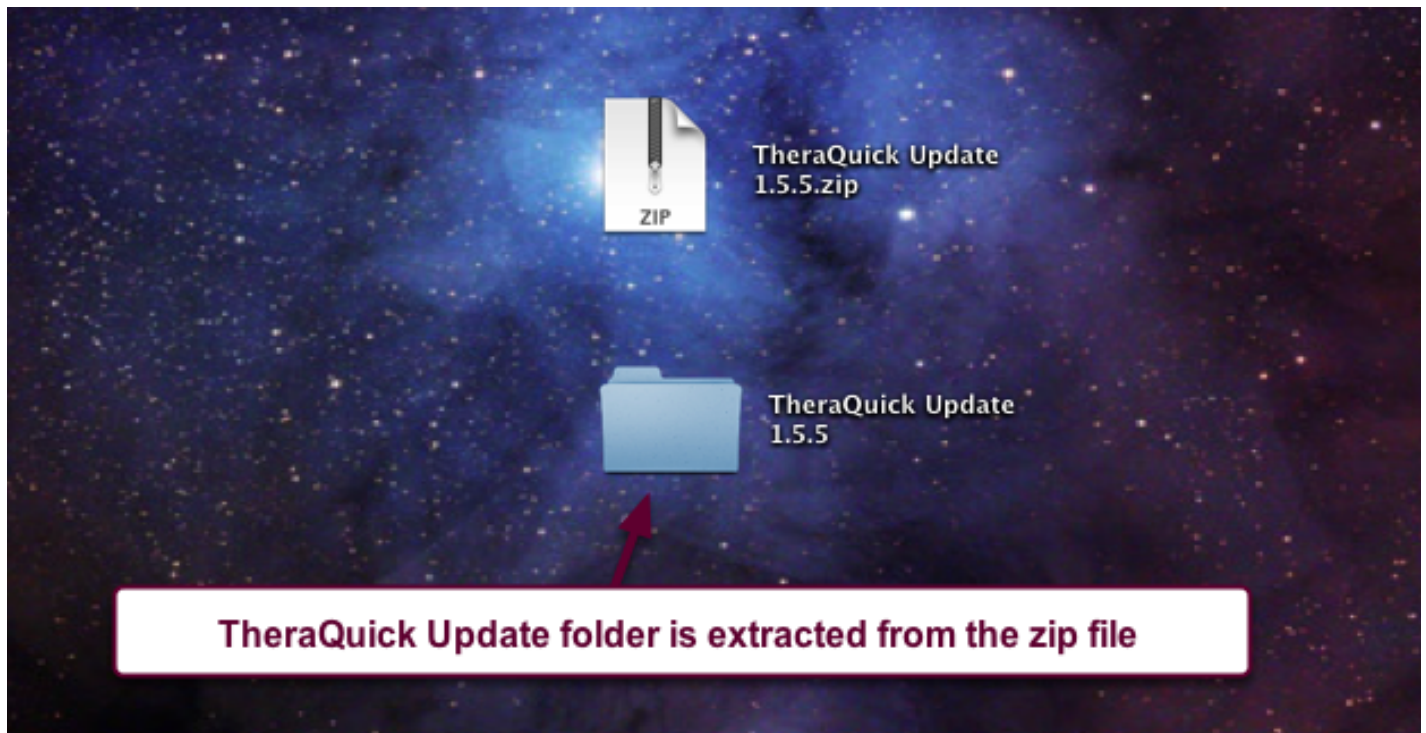 ZIP
TheraQuick Update
1.5.5.zip
TheraQuick Update
1.5.5
TheraQuick Update folder is extracted from the zip file